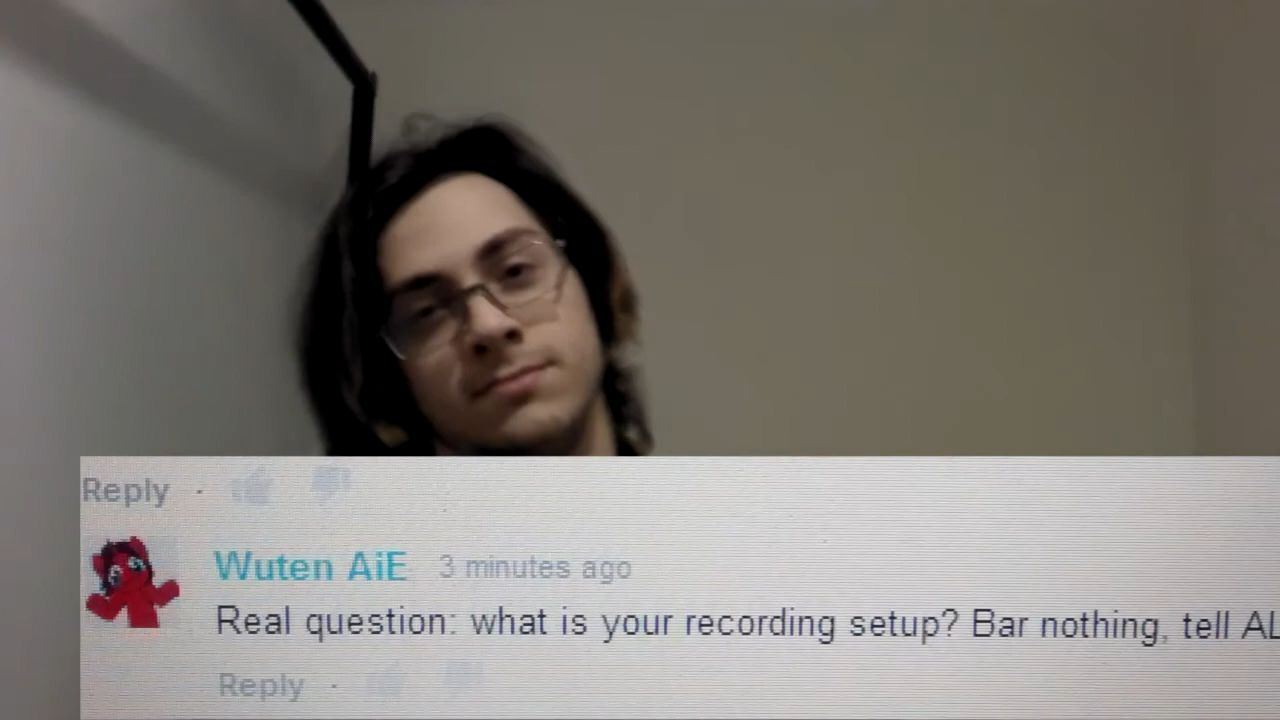 Reply ·
Wuten AiE 3 minutes ago
Real question: what is your recording setup? Bar nothing, tell AL
Reply ·